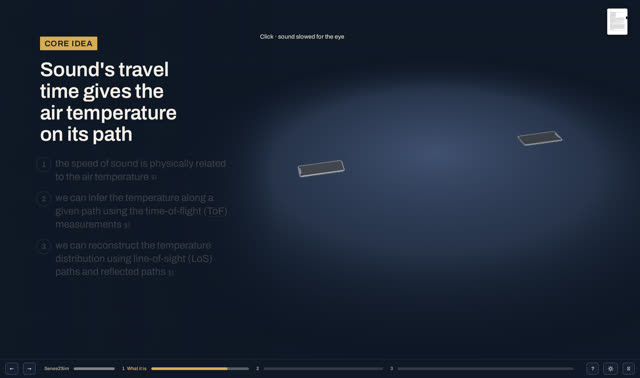 Click · sound slowed for the eye
CORE IDEA
Sound's travel
time gives the
air temperature
on its path
1 the speed of sound is physically related
to the air temperature
2 we can infer the temperature along a
given path using the time-of-flight (ToF)
measurements
3 we can reconstruct the temperature
distribution using line-of-sight (LoS)
paths and reflected paths
← → Sense2Sim 1 What it is 2 3 ?